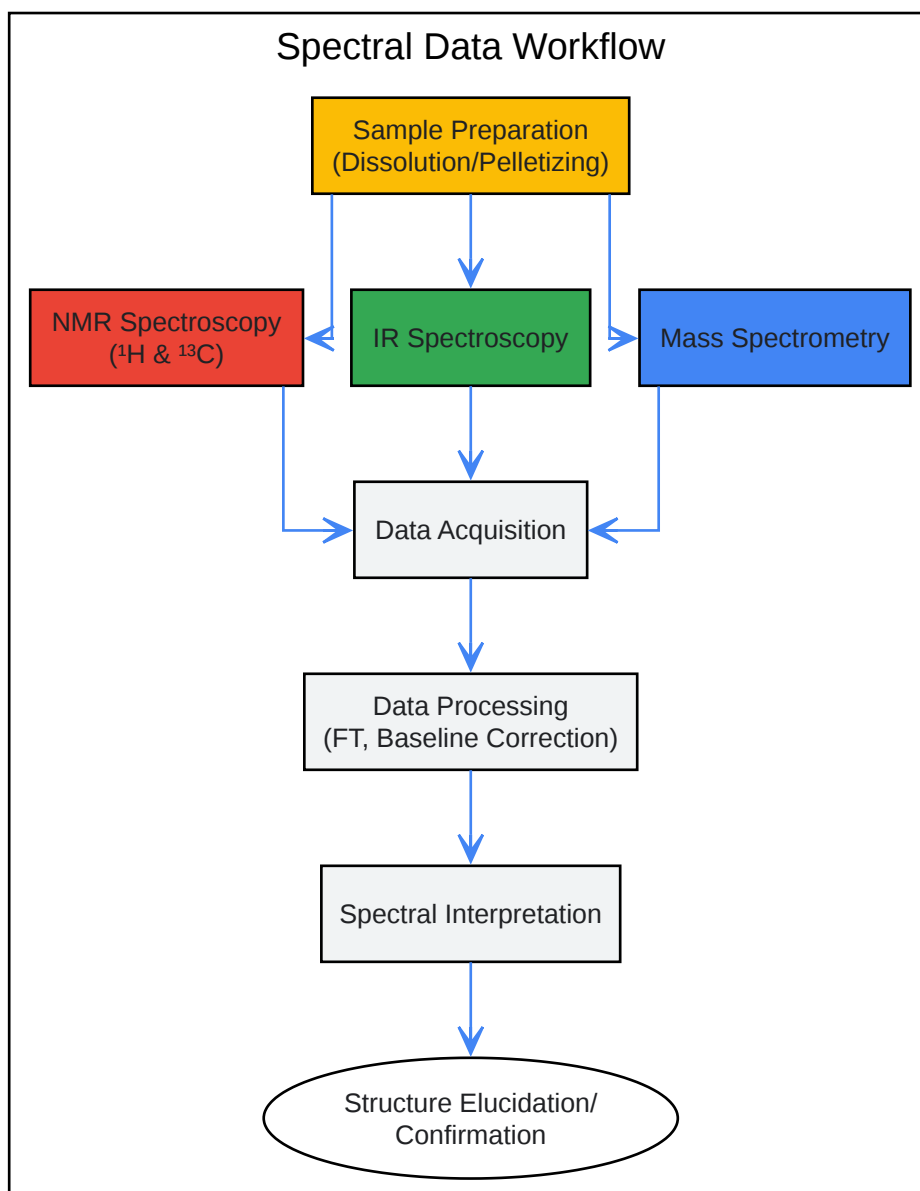 Spectral Data Workflow
Sample Preparation
(Dissolution/Pelletizing)
NMR Spectroscopy
(¹H & ¹³C)
IR Spectroscopy
Mass Spectrometry
Data Acquisition
Data Processing
(FT, Baseline Correction)
Spectral Interpretation
Structure Elucidation/
Confirmation